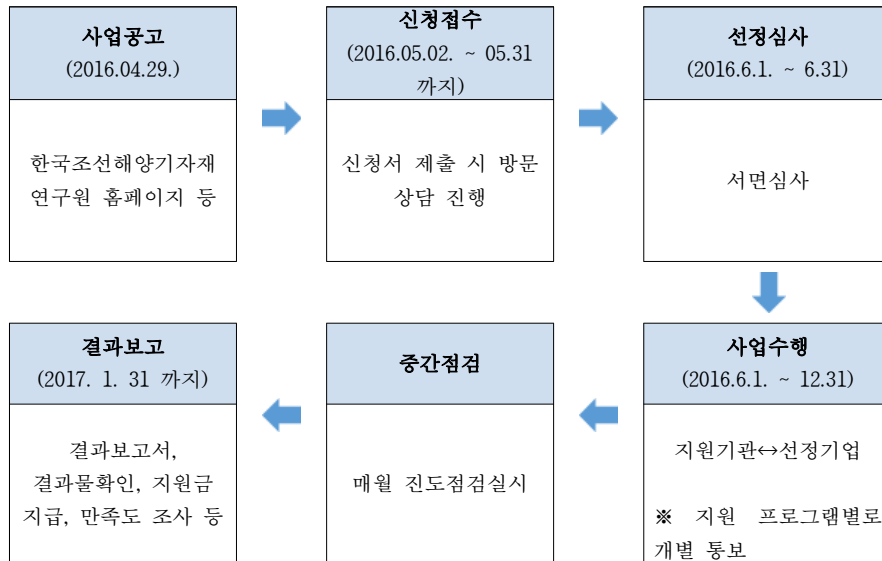 사업공고
(2016.04.29.)
한국조선해양기자재
연구원 홈페이지 등
신청접수
(2016.05.02. ~ 05.31
까지)
신청서 제출 시 방문
상담 진행
선정심사
(2016.6.1. ~ 6.31)
서면심사
사업수행
(2016.6.1. ~ 12.31)
지원기관↔선정기업
※ 지원 프로그램별로
개별 통보
중간점검
매월 진도점검실시
결과보고
(2017. 1. 31 까지)
결과보고서,
결과물확인, 지원금
지급, 만족도 조사 등